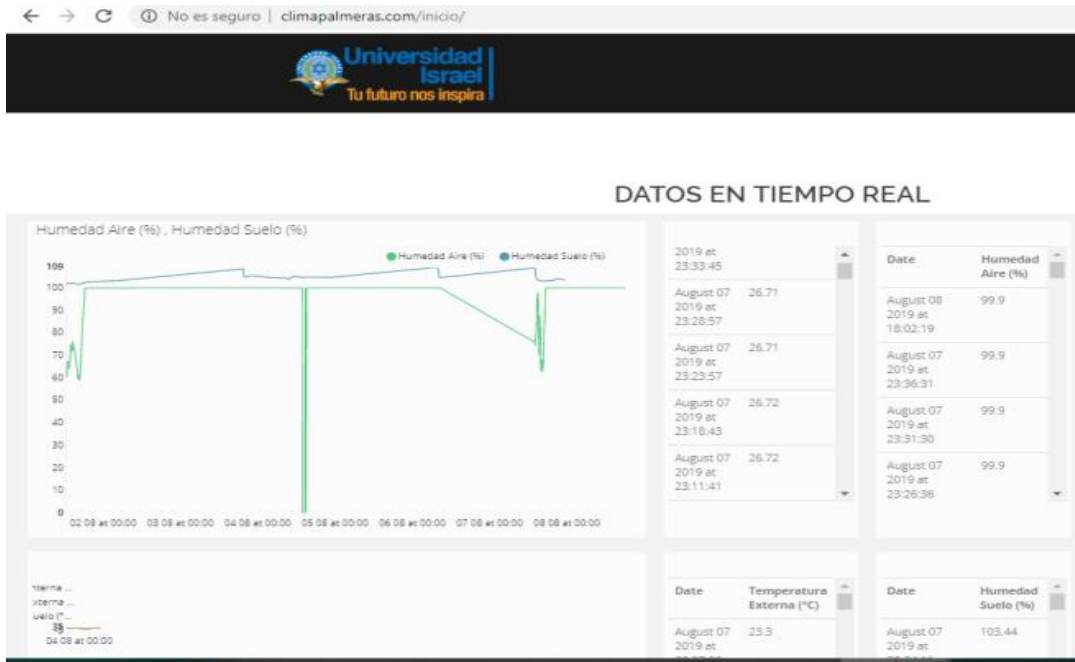 No es seguro | climapalmeras.com/inicio/
Universidad
Israel
Tu futuro nos inspira
DATOS EN TIEMPO REAL
Humedad Aire (%) , Humedad Suelo (%)
Humedad Aire (%) Humedad Suelo (%)
109
100
90
80
70
60
50
40
30
20
10
0
02 08 at 00:00 03 08 at 00:00 04 08 at 00:00 05 08 at 00:00 06 08 at 00:00 07 08 at 00:00 08 08 at 00:00
2019 at
23:33:45
August 07 26.71
2019 at
23:28:57
August 07 26.71
2019 at
23:23:57
August 07 26.72
2019 at
23:18:43
August 07 26.72
2019 at
23:11:41
Date Humedad
Aire (%)
August 08 99.9
2019 at
18:02:19
August 07 99.9
2019 at
23:36:31
August 07 99.9
2019 at
23:31:30
August 07 99.9
2019 at
23:26:36
nterna ...
xterna ...
uelo (°...
04 08 at 00:00
Date Temperatura
Externa (°C)
August 07 23.3
2019 at
Date Humedad
Suelo (%)
August 07 103.44
2019 at